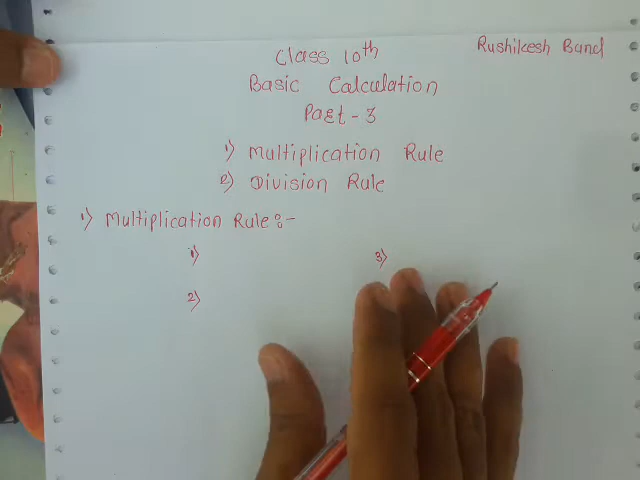 Rushikesh Band
Class 10th
Basic Calculation
Part - 3
1) Multiplication Rule
2) Division Rule
1) Multiplication Rule :-
1) 3)
2)